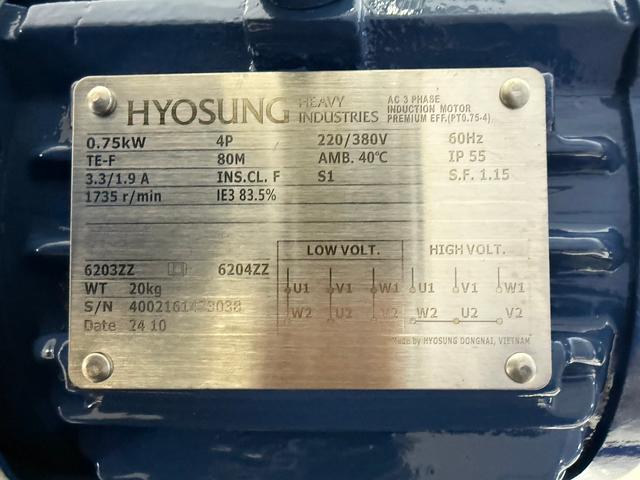 HYOSUNG HEAVY INDUSTRIES
AC 3 PHASE
INDUCTION MOTOR
PREMIUM EFF.(PT0.75-4)
0.75kW 4P 220/380V 60Hz
TE-F 80M AMB. 40℃ IP 55
3.3/1.9 A INS.CL. F S1 S.F. 1.15
1735 r/min IE3 83.5%
LOW VOLT. HIGH VOLT.
6203ZZ 6204ZZ
WT 20kg
U1 V1 W1 U1 V1 W1
S/N
W2 U2 V2 W2 U2 V2
Date 24 10
Made by HYOSUNG DONGNAI, VIETNAM